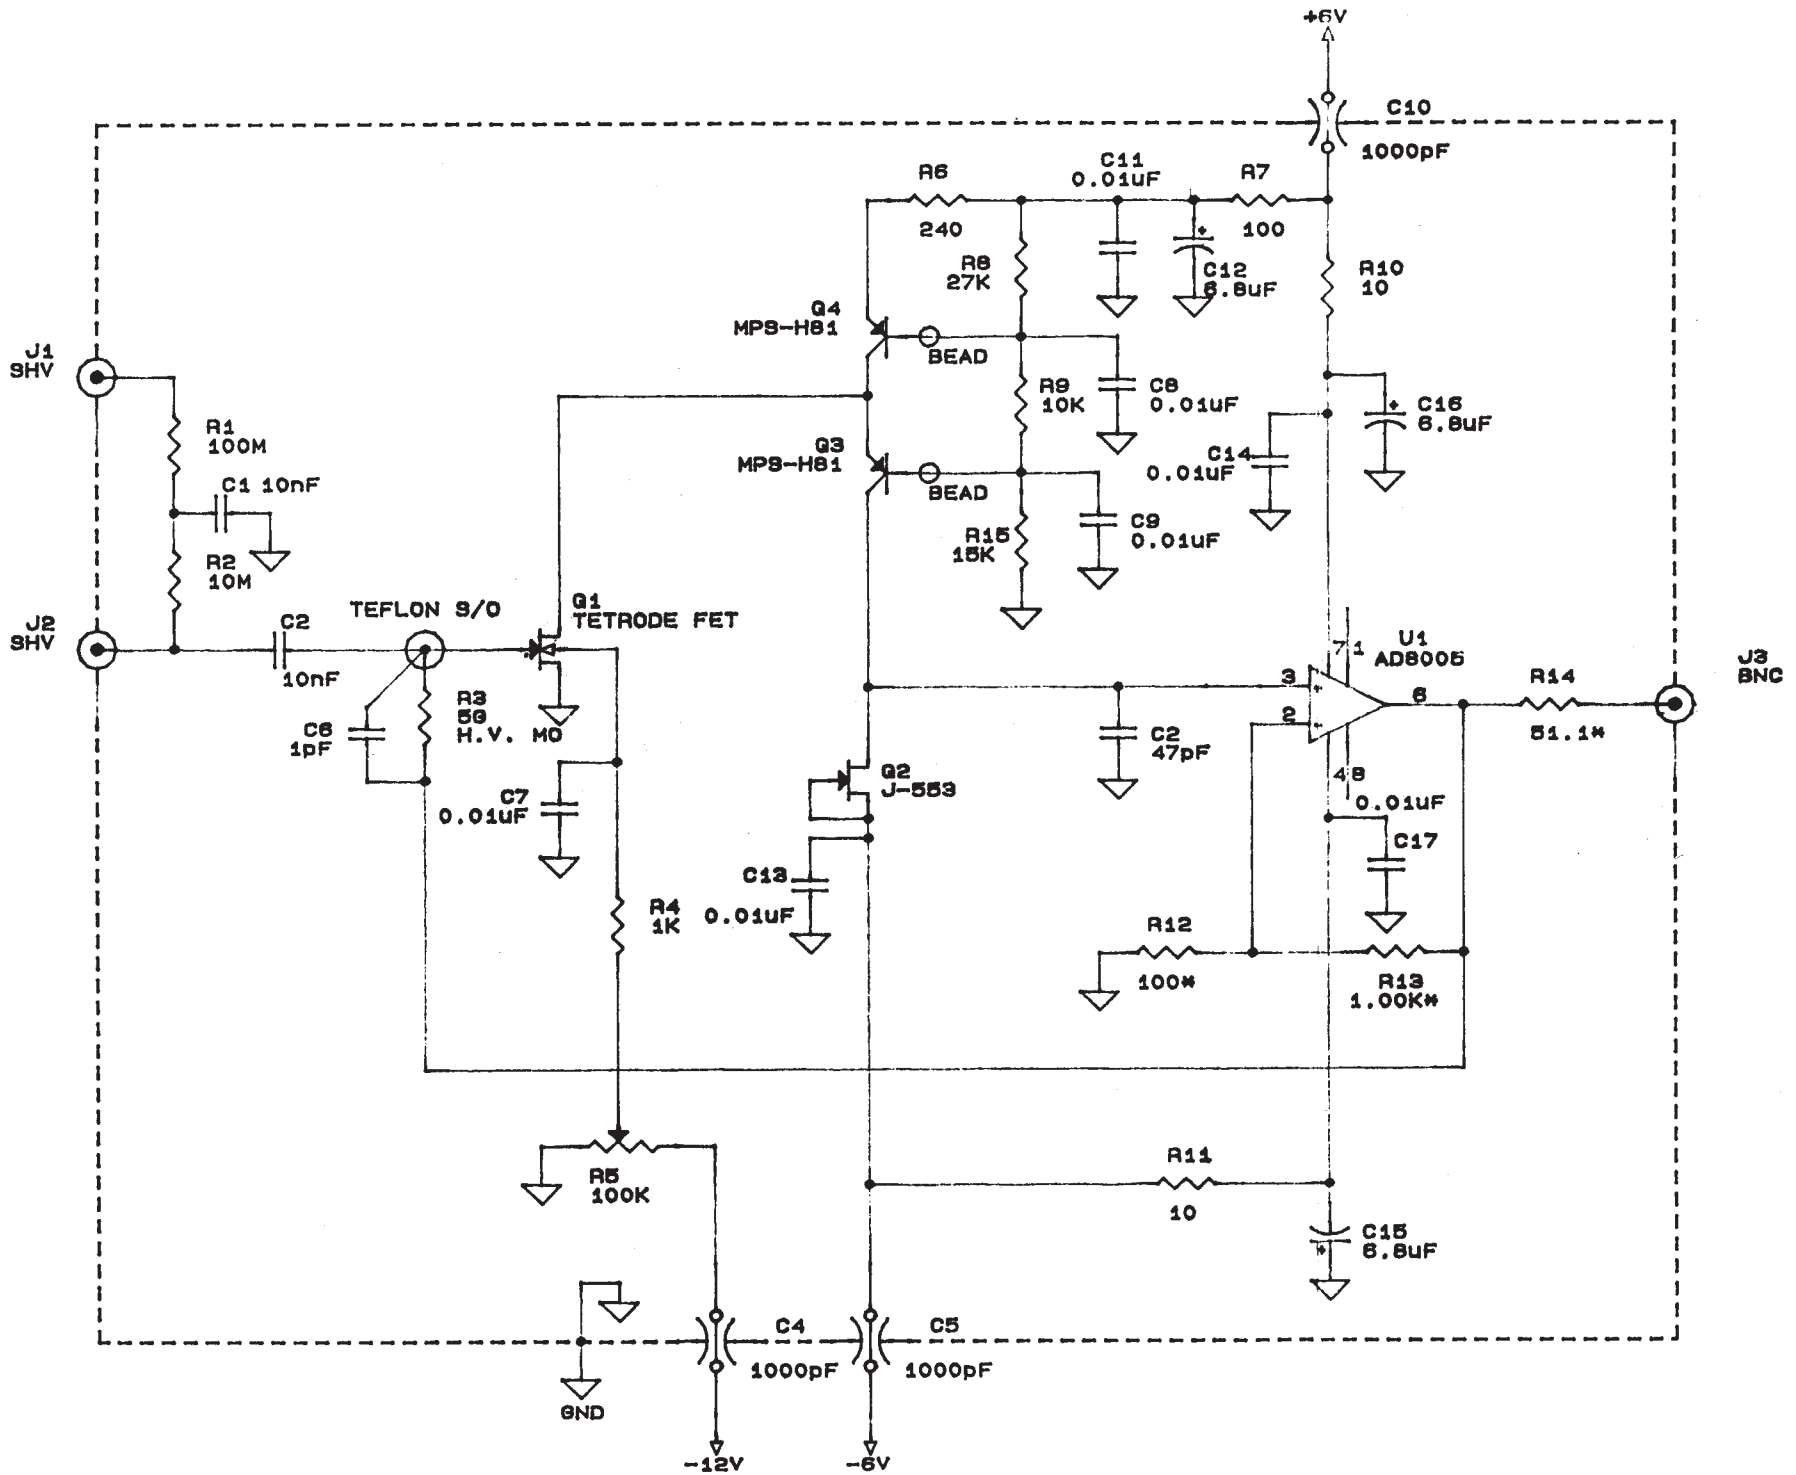 +6V
C10
1000pF
C11
0.01uF
R6
240
R7
100
R8
27K
C12
6.8uF
R10
10
Q4
MPS-H81
BEAD
J1
SHV
R9
10K
C8
0.01uF
C16
6.8uF
R1
100M
Q3
MPS-H81
BEAD
C14
0.01uF
C1 10nF
C9
0.01uF
R15
15K
R2
10M
TEFLON S/O
Q1
TETRODE FET
J2
SHV
C2
10nF
7 1
U1
AD8005
J3
BNC
3
+
2
-
6
R14
51.1*
R3
5G
H.V. MO
C6
1pF
C2
47pF
4 8
Q2
J-553
C7
0.01uF
0.01uF
C17
C13
0.01uF
R4
1K
R12
100*
R13
1.00K*
R5
100K
R11
10
C15
6.8uF
+
C4
1000pF
C5
1000pF
GND
-12V
-6V